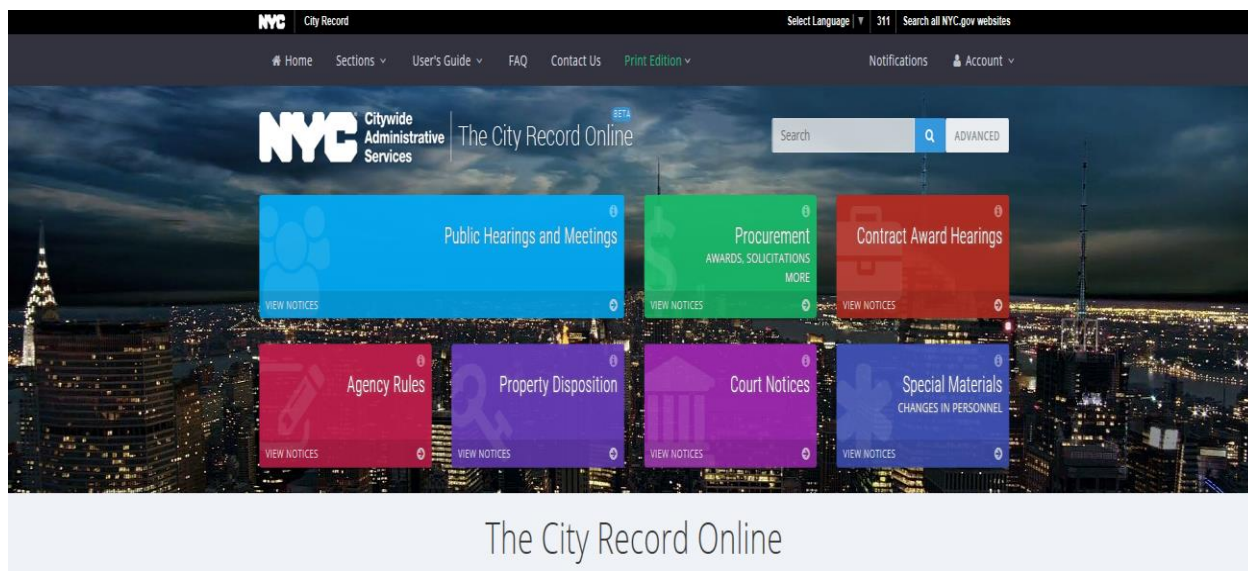 NYC City Record Select Language ▼ 311 Search all NYC.gov websites
Home Sections User's Guide FAQ Contact Us Print Edition Notifications Account
NYC Citywide
Administrative
Services
The City Record Online
BETA
Search ADVANCED
Public Hearings and Meetings
VIEW NOTICES
Procurement
AWARDS, SOLICITATIONS
MORE
VIEW NOTICES
Contract Award Hearings
VIEW NOTICES
Agency Rules
VIEW NOTICES
Property Disposition
VIEW NOTICES
Court Notices
VIEW NOTICES
Special Materials
CHANGES IN PERSONNEL
VIEW NOTICES
The City Record Online